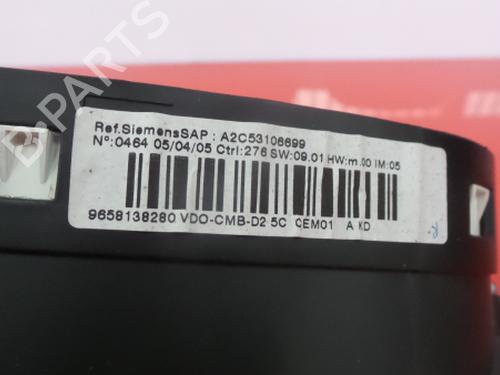 Ref.SiemensSAP : A2C53106699
N°:0464 05/04/05 Ctrl:276 SW:09.01 HW:m.00 IM:05
9658138280 VDO-CMB-D2 5C CEM01 A KD
B-PARTS